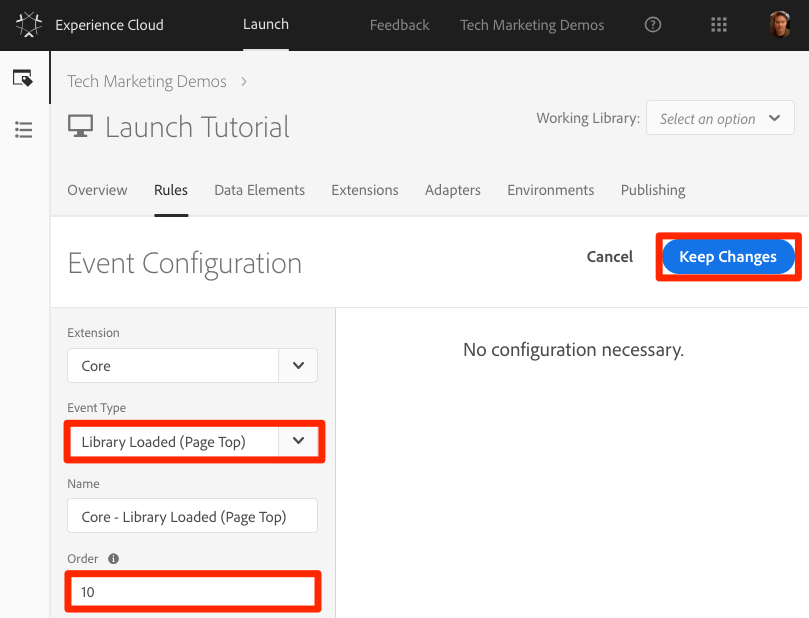 Experience Cloud Launch Feedback Tech Marketing Demos ?
Tech Marketing Demos >
Launch Tutorial
Working Library: Select an option
Overview Rules Data Elements Extensions Adapters Environments Publishing
Event Configuration
Cancel Keep Changes
Extension
Core
No configuration necessary.
Event Type
Library Loaded (Page Top)
Name
Core - Library Loaded (Page Top)
Order i
10